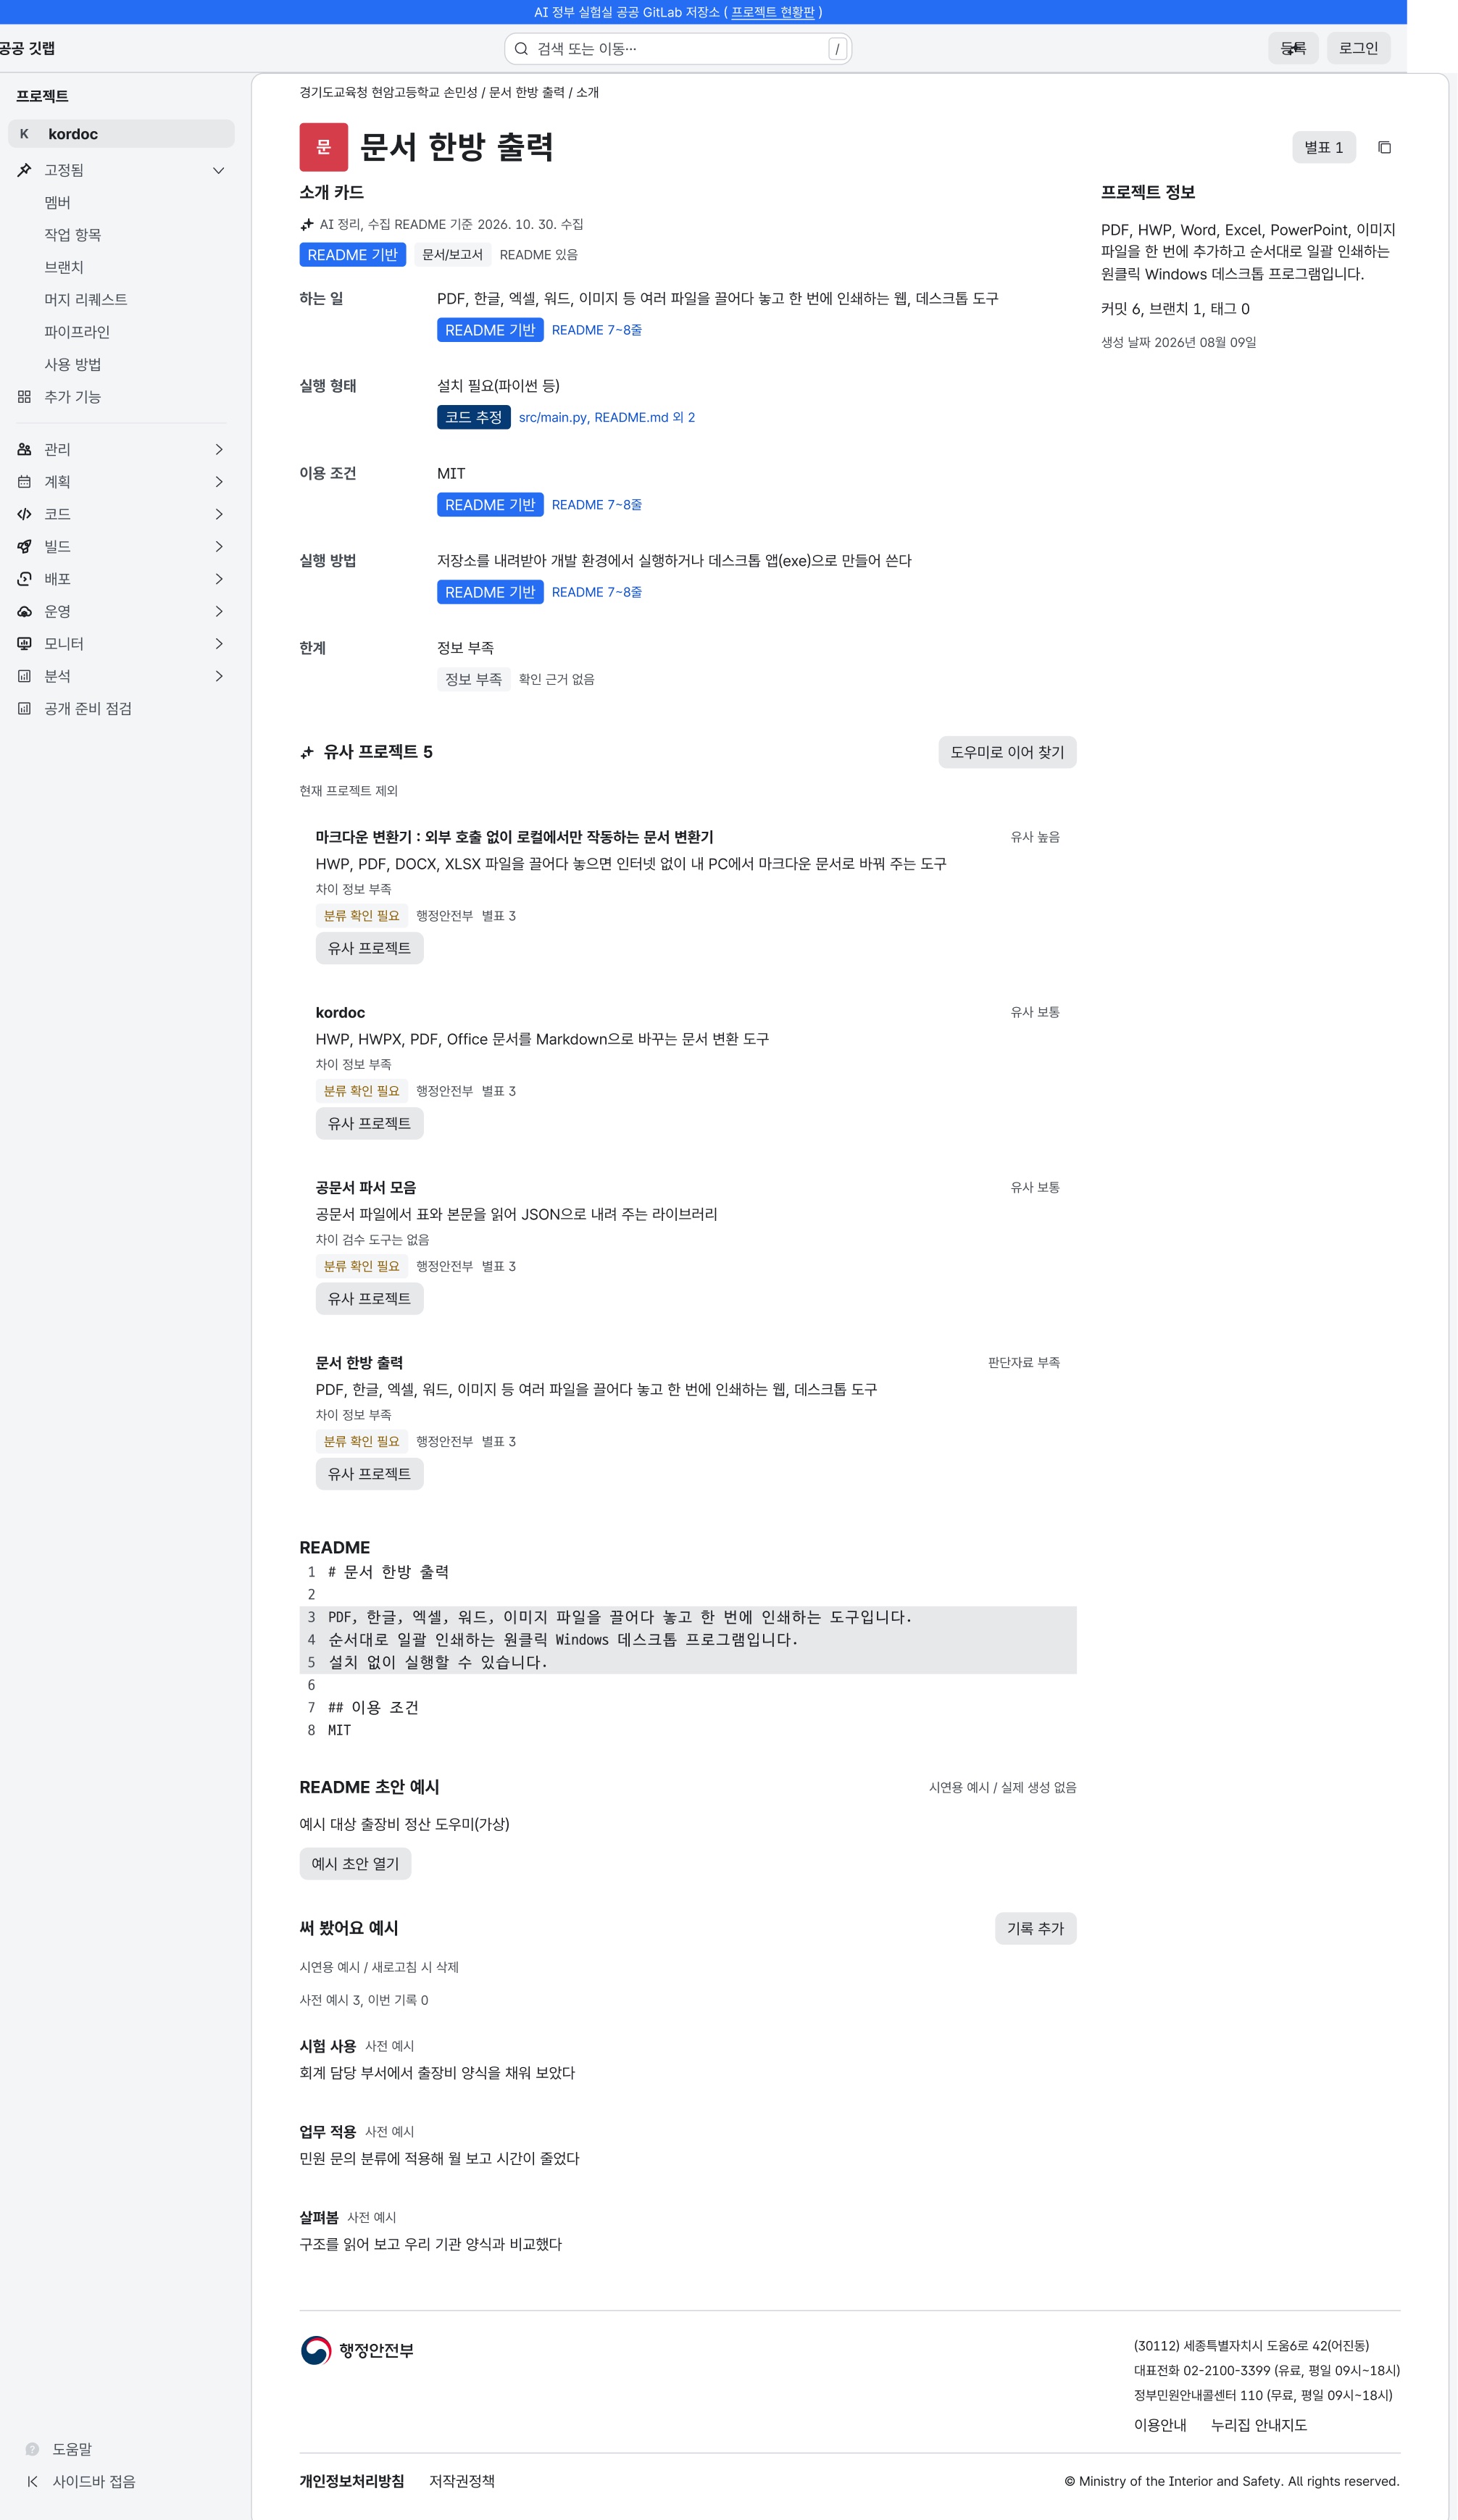 AI 정부 실험실 공공 GitLab 저장소 ( 프로젝트 현황판 )
공공 깃랩
검색 또는 이동...
/
등록
로그인
프로젝트
K kordoc
고정됨
멤버
작업 항목
브랜치
머지 리퀘스트
파이프라인
사용 방법
추가 기능
관리
계획
코드
빌드
배포
운영
모니터
분석
공개 준비 점검
도움말
사이드바 접음
경기도교육청 현암고등학교 손민성 / 문서 한방 출력 / 소개
문 문서 한방 출력
별표 1
소개 카드
AI 정리, 수집 README 기준 2026. 10. 30. 수집
README 기반 문서/보고서 README 있음
하는 일 PDF, 한글, 엑셀, 워드, 이미지 등 여러 파일을 끌어다 놓고 한 번에 인쇄하는 웹, 데스크톱 도구
README 기반 README 7~8줄
실행 형태 설치 필요(파이썬 등)
코드 추정 src/main.py, README.md 외 2
이용 조건 MIT
README 기반 README 7~8줄
실행 방법 저장소를 내려받아 개발 환경에서 실행하거나 데스크톱 앱(exe)으로 만들어 쓴다
README 기반 README 7~8줄
한계 정보 부족
정보 부족 확인 근거 없음
프로젝트 정보
PDF, HWP, Word, Excel, PowerPoint, 이미지
파일을 한 번에 추가하고 순서대로 일괄 인쇄하는
원클릭 Windows 데스크톱 프로그램입니다.
커밋 6, 브랜치 1, 태그 0
생성 날짜 2026년 08월 09일
유사 프로젝트 5
도우미로 이어 찾기
현재 프로젝트 제외
마크다운 변환기 : 외부 호출 없이 로컬에서만 작동하는 문서 변환기
유사 높음
HWP, PDF, DOCX, XLSX 파일을 끌어다 놓으면 인터넷 없이 내 PC에서 마크다운 문서로 바꿔 주는 도구
차이 정보 부족
분류 확인 필요 행정안전부 별표 3
유사 프로젝트
kordoc
유사 보통
HWP, HWPX, PDF, Office 문서를 Markdown으로 바꾸는 문서 변환 도구
차이 정보 부족
분류 확인 필요 행정안전부 별표 3
유사 프로젝트
공문서 파서 모음
유사 보통
공문서 파일에서 표와 본문을 읽어 JSON으로 내려 주는 라이브러리
차이 검수 도구는 없음
분류 확인 필요 행정안전부 별표 3
유사 프로젝트
문서 한방 출력
판단자료 부족
PDF, 한글, 엑셀, 워드, 이미지 등 여러 파일을 끌어다 놓고 한 번에 인쇄하는 웹, 데스크톱 도구
차이 정보 부족
분류 확인 필요 행정안전부 별표 3
유사 프로젝트
README
1 # 문서 한방 출력
2
3 PDF, 한글, 엑셀, 워드, 이미지 파일을 끌어다 놓고 한 번에 인쇄하는 도구입니다.
4 순서대로 일괄 인쇄하는 원클릭 Windows 데스크톱 프로그램입니다.
5 설치 없이 실행할 수 있습니다.
6
7 ## 이용 조건
8 MIT
README 초안 예시
시연용 예시 / 실제 생성 없음
예시 대상 출장비 정산 도우미(가상)
예시 초안 열기
써 봤어요 예시
기록 추가
시연용 예시 / 새로고침 시 삭제
사전 예시 3, 이번 기록 0
시험 사용 사전 예시
회계 담당 부서에서 출장비 양식을 채워 보았다
업무 적용 사전 예시
민원 문의 분류에 적용해 월 보고 시간이 줄었다
살펴봄 사전 예시
구조를 읽어 보고 우리 기관 양식과 비교했다
행정안전부
(30112) 세종특별자치시 도움6로 42(어진동)
대표전화 02-2100-3399 (유료, 평일 09시~18시)
정부민원안내콜센터 110 (무료, 평일 09시~18시)
이용안내 누리집 안내지도
개인정보처리방침 저작권정책
© Ministry of the Interior and Safety. All rights reserved.